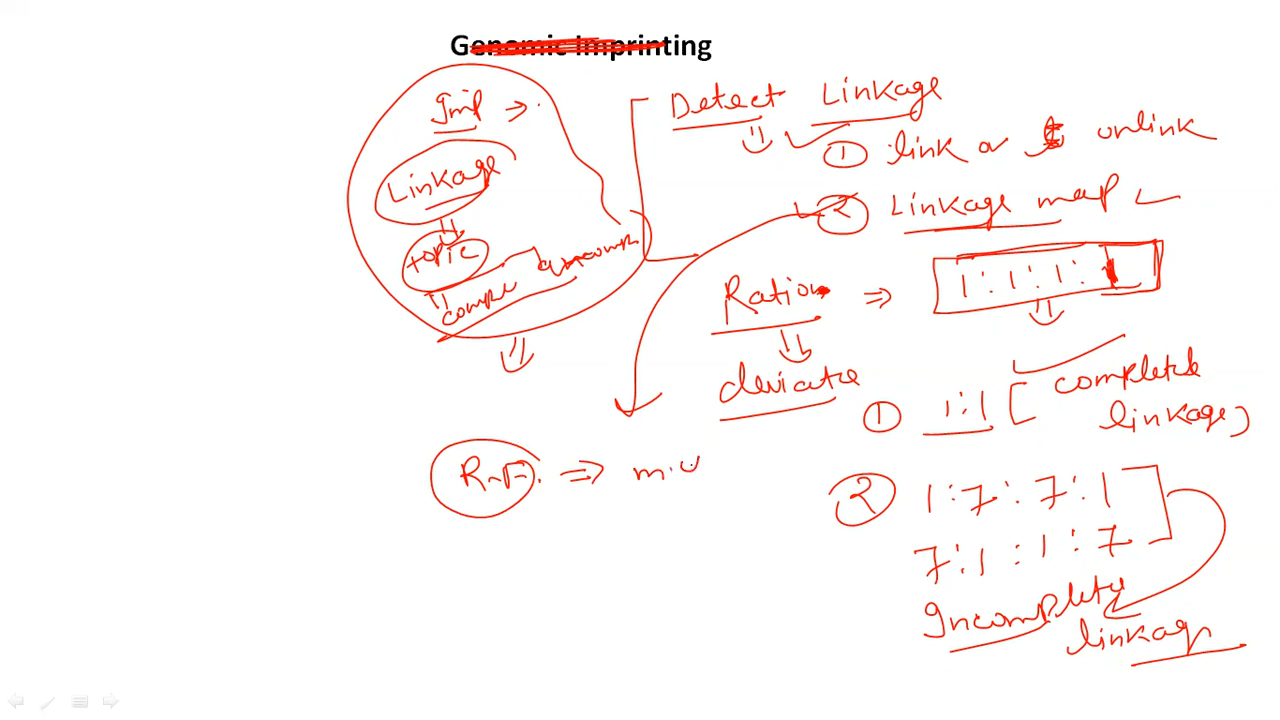 Genomic Imprinting
Imp ⇒
Linkage
⇓
topic
⇓
compl
Detect Linkage
⇓
① link or unlink
② Linkage map
Ration ⇒ 1:1:1:1
⇓
deviate
① 1:1 [complete
linkage)
② 1:7:7:1
7:1:1:7
Incomplete
linkage
R.F. ⇒ m.u